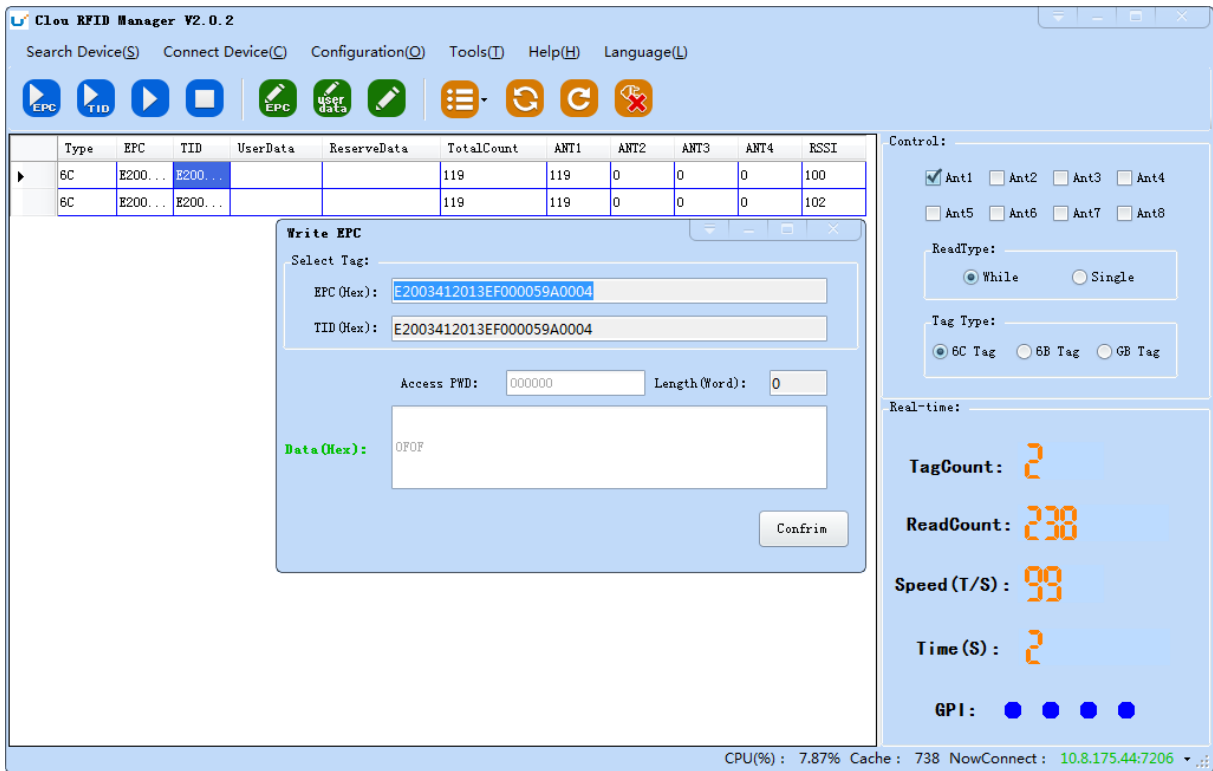 Clou RFID Manager V2.0.2
Search Device(S) Connect Device(C) Configuration(O) Tools(T) Help(H) Language(L)
EPC TID EPC user data
Type EPC TID UserData ReserveData TotalCount ANT1 ANT2 ANT3 ANT4 RSSI
6C E200... E200... 119 119 0 0 0 100
6C E200... E200... 119 119 0 0 0 102
Write EPC
Select Tag:
EPC(Hex): E2003412013EF000059A0004
TID(Hex): E2003412013EF000059A0004
Access PWD: 000000 Length(Word): 0
Data(Hex): 0F0F
Confrim
Control:
Ant1 Ant2 Ant3 Ant4
Ant5 Ant6 Ant7 Ant8
ReadType:
While Single
Tag Type:
6C Tag 6B Tag GB Tag
Real-time:
TagCount: 2
ReadCount: 238
Speed(T/S): 99
Time(S): 2
GPI:
CPU(%) : 7.87% Cache : 738 NowConnect : 10.8.175.44:7206